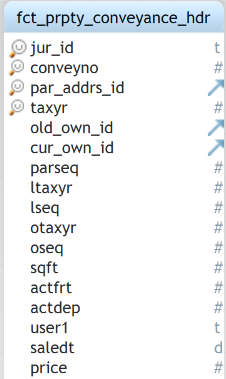 fct_prpty_conveyance_hdr
jur_id t
conveyno #
par_addrs_id
taxyr #
old_own_id
cur_own_id
parseq #
ltaxyr #
lseq #
otaxyr #
oseq #
sqft #
actfrt #
actdep #
user1 t
saledt d
price #